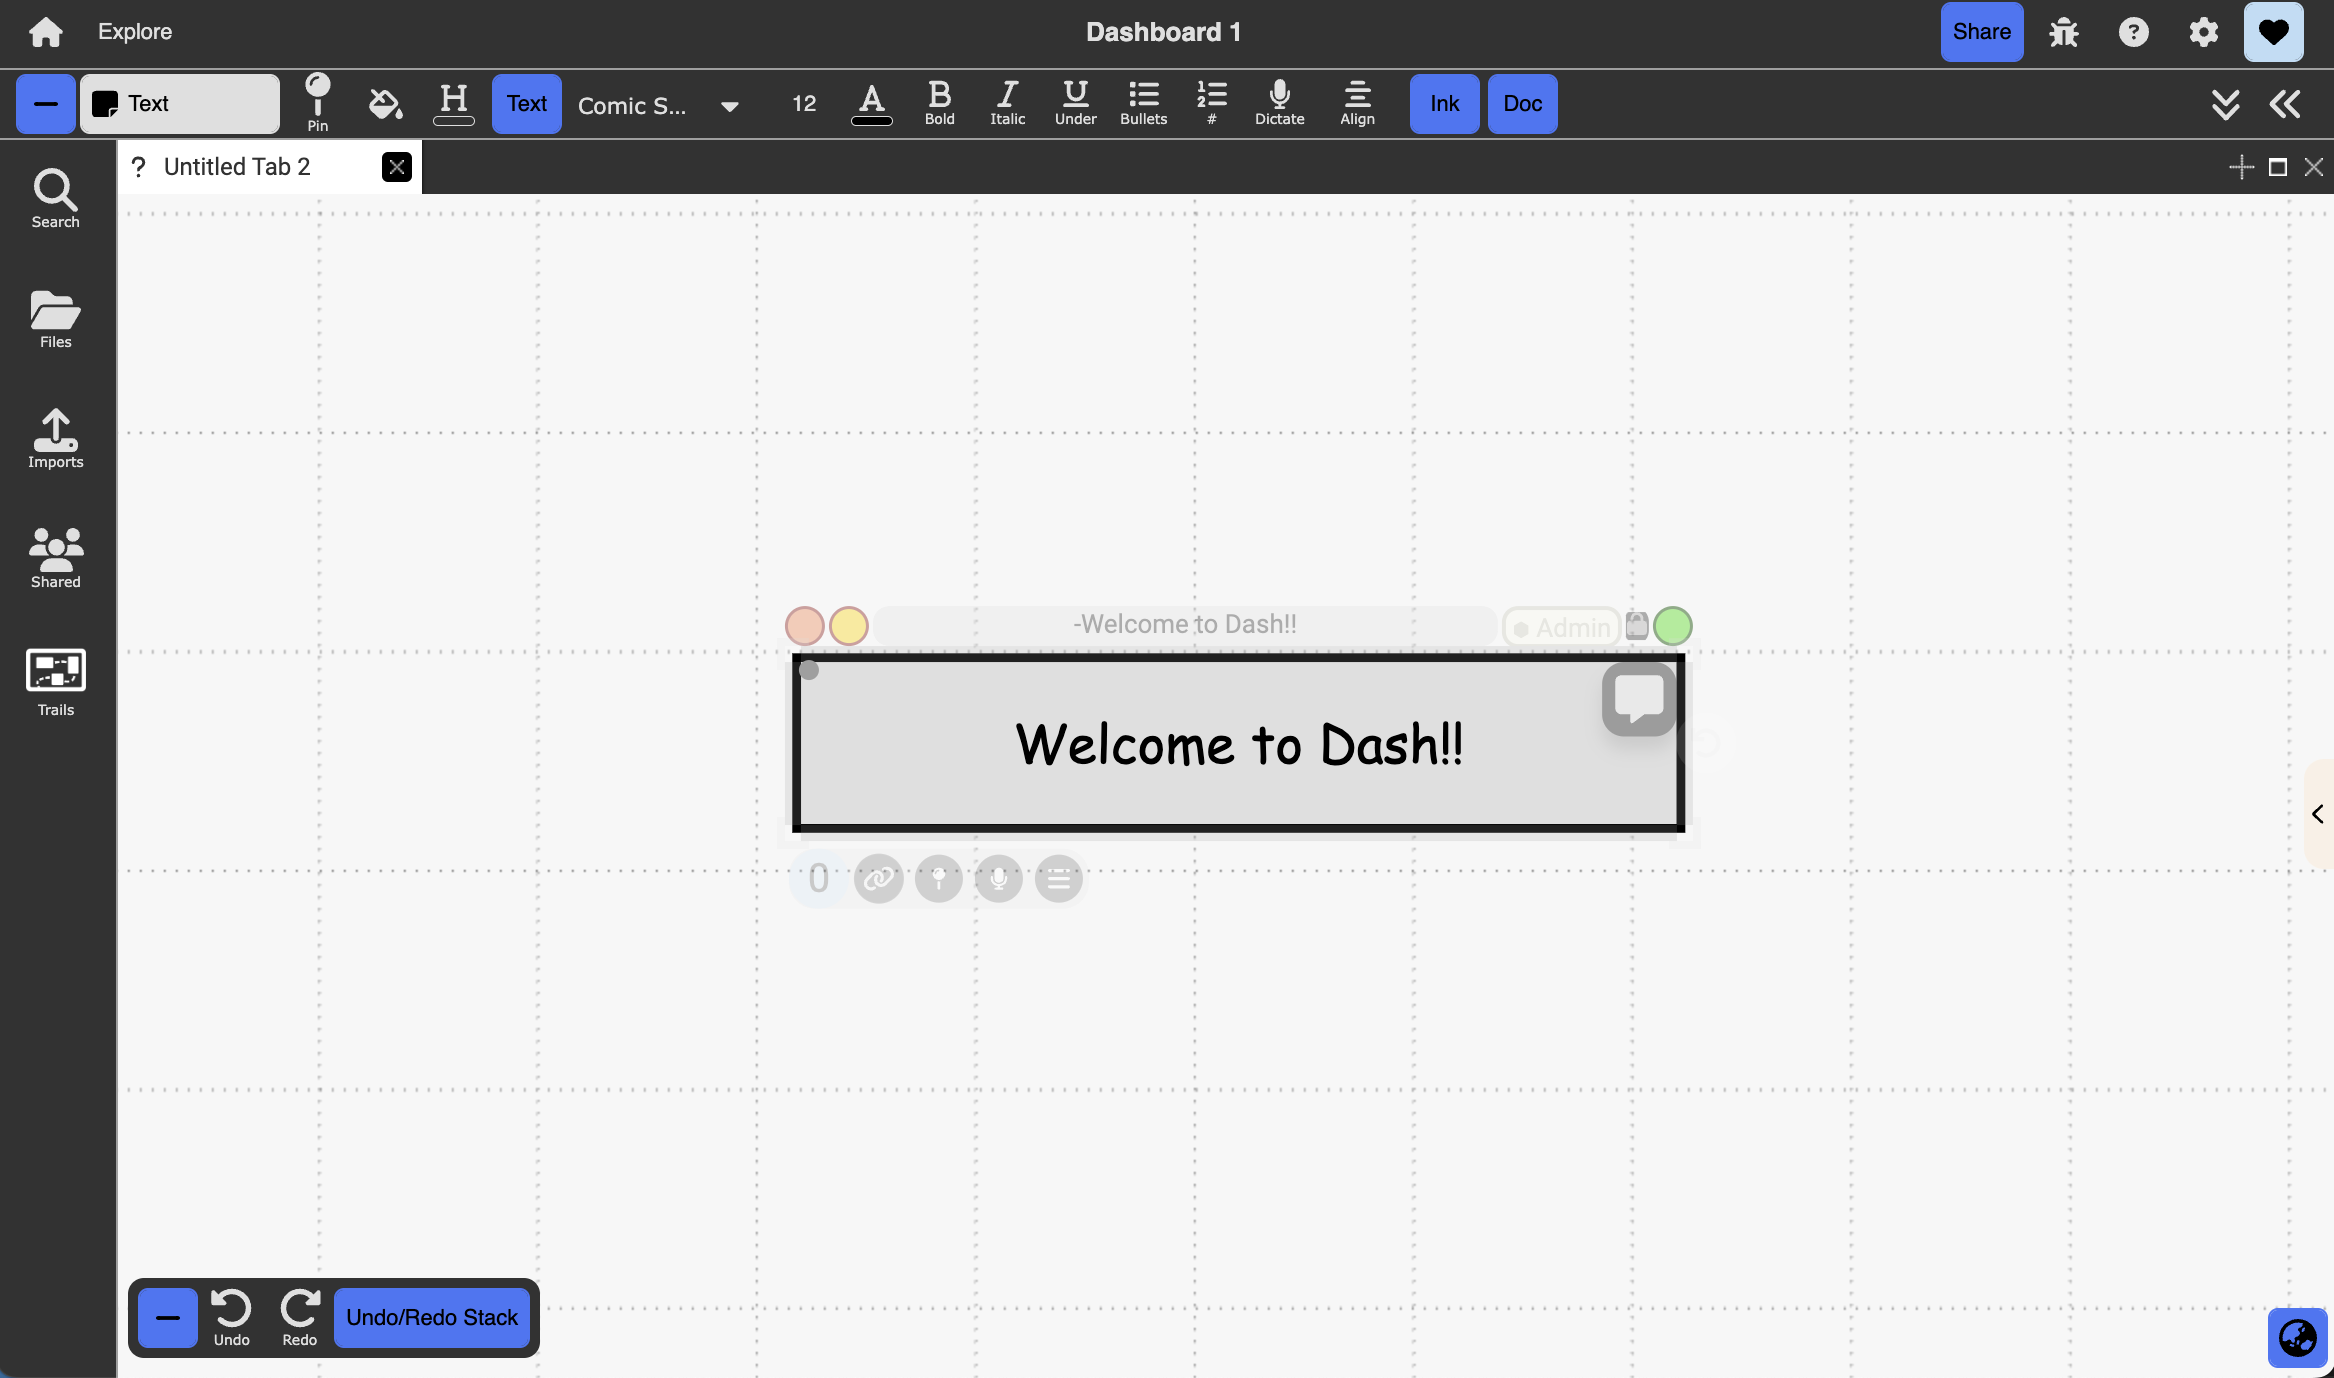 Explore
Dashboard 1
Share
Text
Pin
H
Text
Comic S...
12
A
B
Bold
I
Italic
U
Under
Bullets
1
2
#
Dictate
Align
Ink
Doc
? Untitled Tab 2
Search
Files
Imports
Shared
Trails
-Welcome to Dash!!
Admin
Welcome to Dash!!
0
Undo
Redo
Undo/Redo Stack